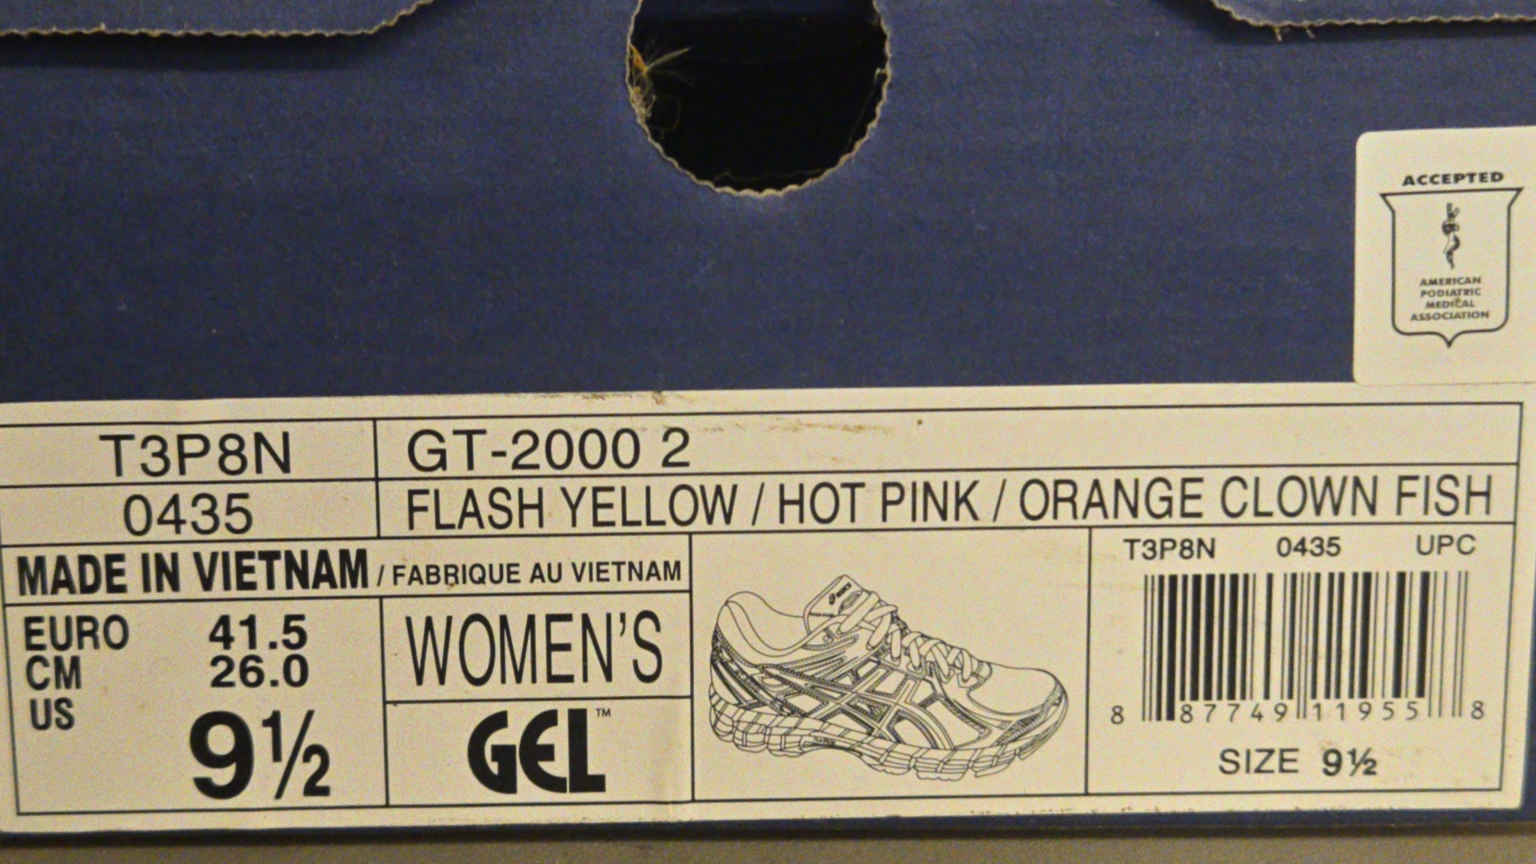 ACCEPTED
AMERICAN
PODIATRIC
MEDICAL
ASSOCIATION
T3P8N GT-2000 2
0435 FLASH YELLOW / HOT PINK / ORANGE CLOWN FISH
MADE IN VIETNAM / FABRIQUE AU VIETNAM
EURO 41.5
CM 26.0
US 9½
WOMEN'S
GEL™
T3P8N 0435 UPC
8 87749 11955 8
SIZE 9½